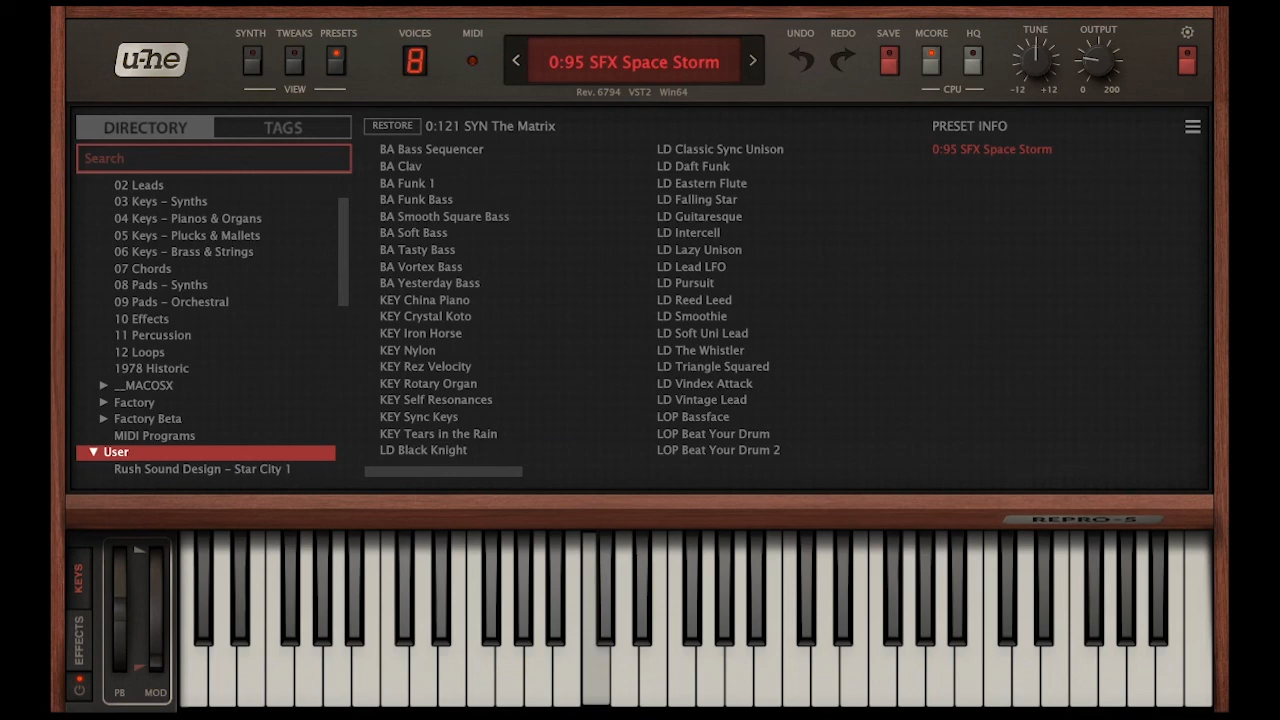 u-he
SYNTH TWEAKS PRESETS
VIEW
VOICES
8
MIDI
0:95 SFX Space Storm
Rev. 6794 VST2 Win64
UNDO REDO SAVE MCORE HQ
CPU
TUNE
-12 +12
OUTPUT
0 200
DIRECTORY TAGS
Search
02 Leads
03 Keys - Synths
04 Keys - Pianos & Organs
05 Keys - Plucks & Mallets
06 Keys - Brass & Strings
07 Chords
08 Pads - Synths
09 Pads - Orchestral
10 Effects
11 Percussion
12 Loops
1978 Historic
__MACOSX
Factory
Factory Beta
MIDI Programs
User
Rush Sound Design - Star City 1
RESTORE 0:121 SYN The Matrix
BA Bass Sequencer
BA Clav
BA Funk 1
BA Funk Bass
BA Smooth Square Bass
BA Soft Bass
BA Tasty Bass
BA Vortex Bass
BA Yesterday Bass
KEY China Piano
KEY Crystal Koto
KEY Iron Horse
KEY Nylon
KEY Rez Velocity
KEY Rotary Organ
KEY Self Resonances
KEY Sync Keys
KEY Tears in the Rain
LD Black Knight
LD Classic Sync Unison
LD Daft Funk
LD Eastern Flute
LD Falling Star
LD Guitaresque
LD Intercell
LD Lazy Unison
LD Lead LFO
LD Pursuit
LD Reed Leed
LD Smoothie
LD Soft Uni Lead
LD The Whistler
LD Triangle Squared
LD Vindex Attack
LD Vintage Lead
LOP Bassface
LOP Beat Your Drum
LOP Beat Your Drum 2
PRESET INFO
0:95 SFX Space Storm
REPRO-5
KEYS
EFFECTS
PB MOD